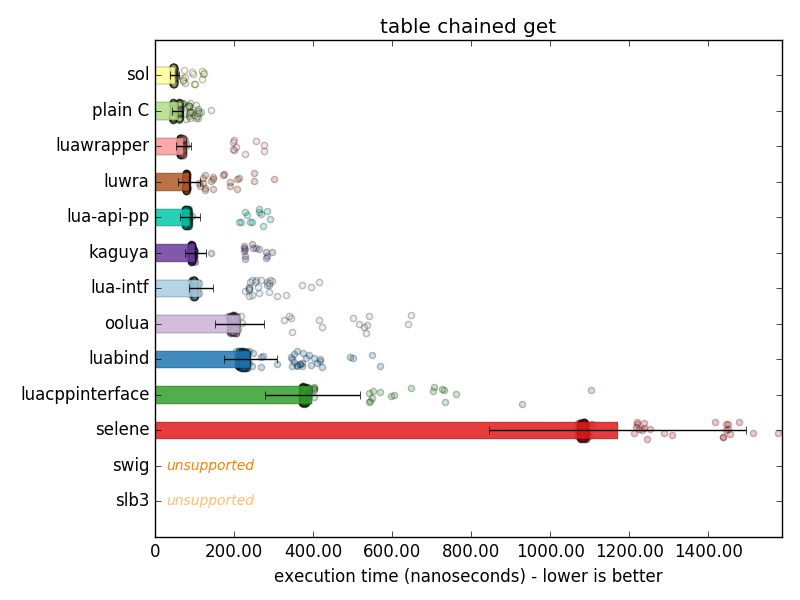 table chained get
sol
plain C
luawrapper
luwra
lua-api-pp
kaguya
lua-intf
oolua
luabind
luacppinterface
selene
swig unsupported
slb3 unsupported
0 200.00 400.00 600.00 800.00 1000.00 1200.00 1400.00
execution time (nanoseconds) - lower is better